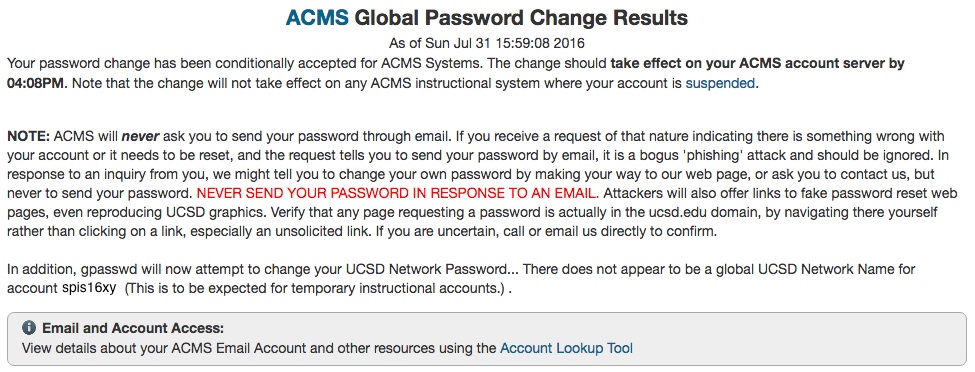 ACMS Global Password Change Results
As of Sun Jul 31 15:59:08 2016
Your password change has been conditionally accepted for ACMS Systems. The change should take effect on your ACMS account server by
04:08PM. Note that the change will not take effect on any ACMS instructional system where your account is suspended.
NOTE: ACMS will never ask you to send your password through email. If you receive a request of that nature indicating there is something wrong with
your account or it needs to be reset, and the request tells you to send your password by email, it is a bogus 'phishing' attack and should be ignored. In
response to an inquiry from you, we might tell you to change your own password by making your way to our web page, or ask you to contact us, but
never to send your password. NEVER SEND YOUR PASSWORD IN RESPONSE TO AN EMAIL. Attackers will also offer links to fake password reset web
pages, even reproducing UCSD graphics. Verify that any page requesting a password is actually in the ucsd.edu domain, by navigating there yourself
rather than clicking on a link, especially an unsolicited link. If you are uncertain, call or email us directly to confirm.
In addition, gpasswd will now attempt to change your UCSD Network Password... There does not appear to be a global UCSD Network Name for
account spis16xy (This is to be expected for temporary instructional accounts.) .
Email and Account Access:
View details about your ACMS Email Account and other resources using the Account Lookup Tool